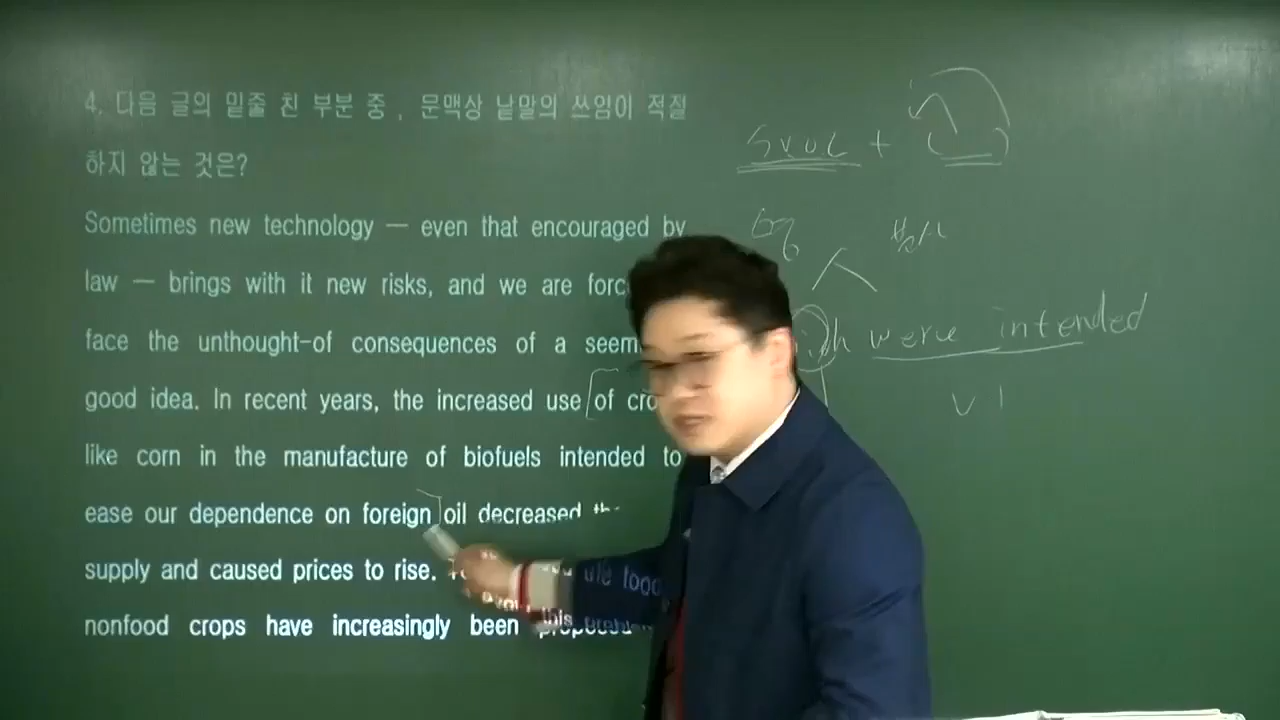 4. 다음 글의 밑줄 친 부분 중 , 문맥상 낱말의 쓰임이 적절
하지 않는 것은?
Sometimes new technology — even that encouraged by
law — brings with it new risks, and we are
face the unthought-of consequences of a
good idea. In recent years, the increased use of
like corn in the manufacture of biofuels intended to
ease our dependence on foreign oil decreased
supply and caused prices to rise.
nonfood crops have increasingly been
SVOC +
were intended